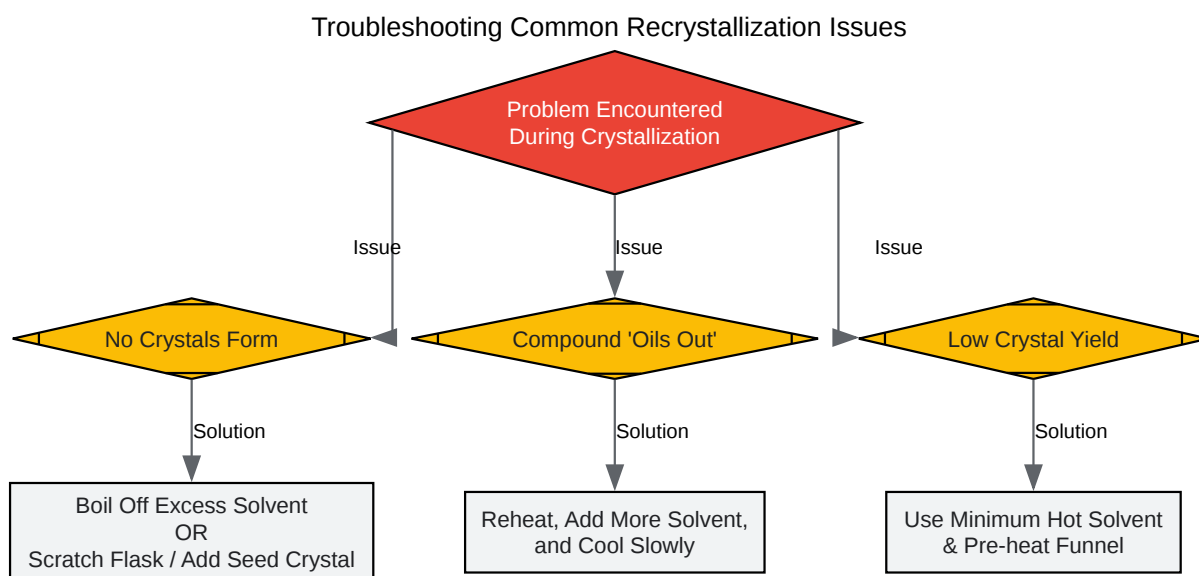 Troubleshooting Common Recrystallization Issues
Problem Encountered
During Crystallization
Issue
Issue
Issue
No Crystals Form
Compound 'Oils Out'
Low Crystal Yield
Solution
Solution
Solution
Boil Off Excess Solvent
OR
Scratch Flask / Add Seed Crystal
Reheat, Add More Solvent,
and Cool Slowly
Use Minimum Hot Solvent
& Pre-heat Funnel